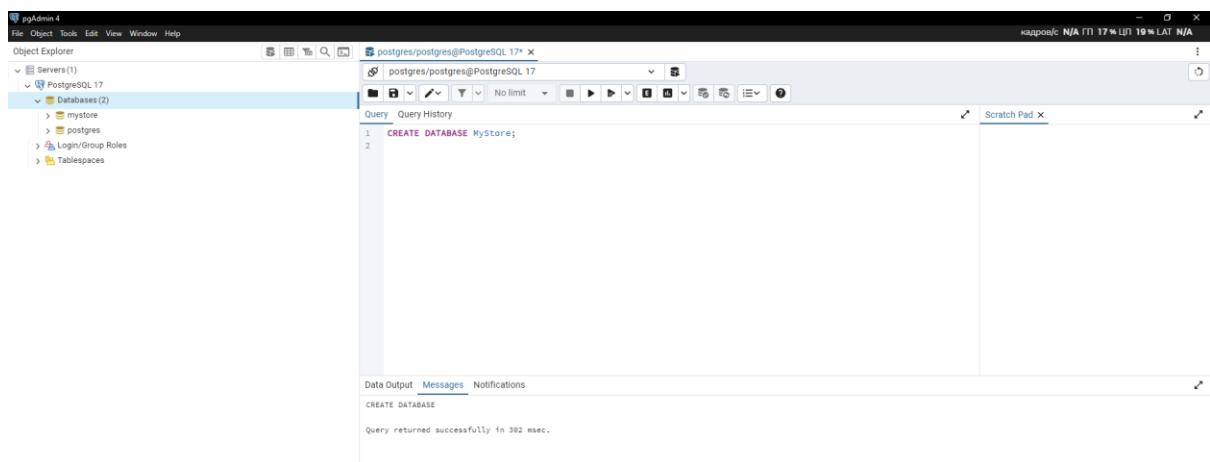 pgAdmin 4
File Object Tools Edit View Window Help
кадров/с N/A ГП 17 % ЦП 19 % LAT N/A
Object Explorer
postgres/postgres@PostgreSQL 17*
Servers (1)
PostgreSQL 17
Databases (2)
mystore
postgres
Login/Group Roles
Tablespaces
postgres/postgres@PostgreSQL 17
No limit
Query Query History
Scratch Pad
1 CREATE DATABASE MyStore;
2
Data Output Messages Notifications
CREATE DATABASE
Query returned successfully in 302 msec.